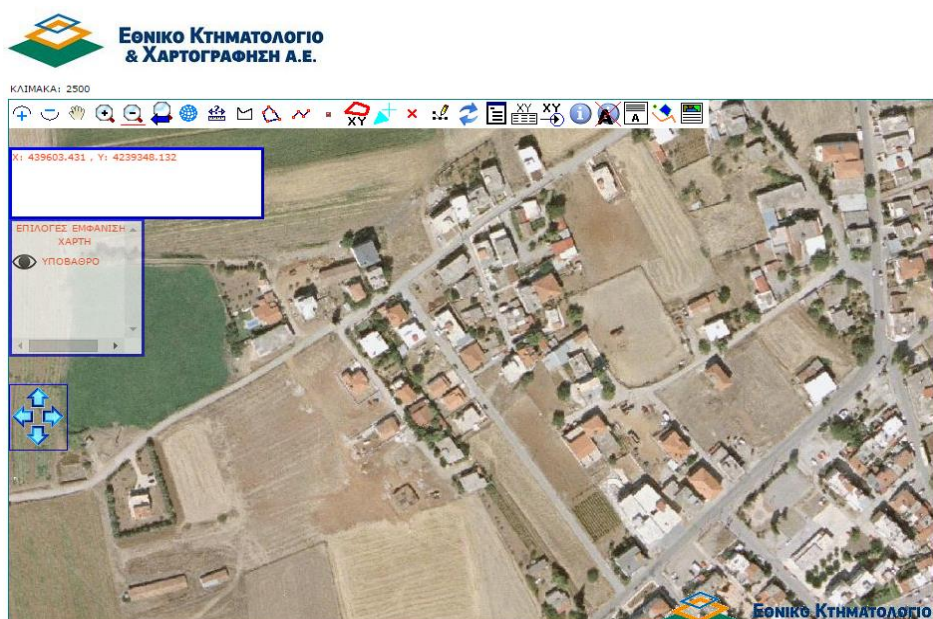 ΕΘΝΙΚΟ ΚΤΗΜΑΤΟΛΟΓΙΟ
& ΧΑΡΤΟΓΡΑΦΗΣΗ Α.Ε.
ΚΛΙΜΑΚΑ: 2500
XY
XY
XY
A
X: 439603.431 , Y: 4239348.132
ΕΠΙΛΟΓΕΣ ΕΜΦΑΝΙΣΗ
ΧΑΡΤΗ
ΥΠΟΒΑΘΡΟ
ΕΘΝΙΚΟ ΚΤΗΜΑΤΟΛΟΓΙΟ